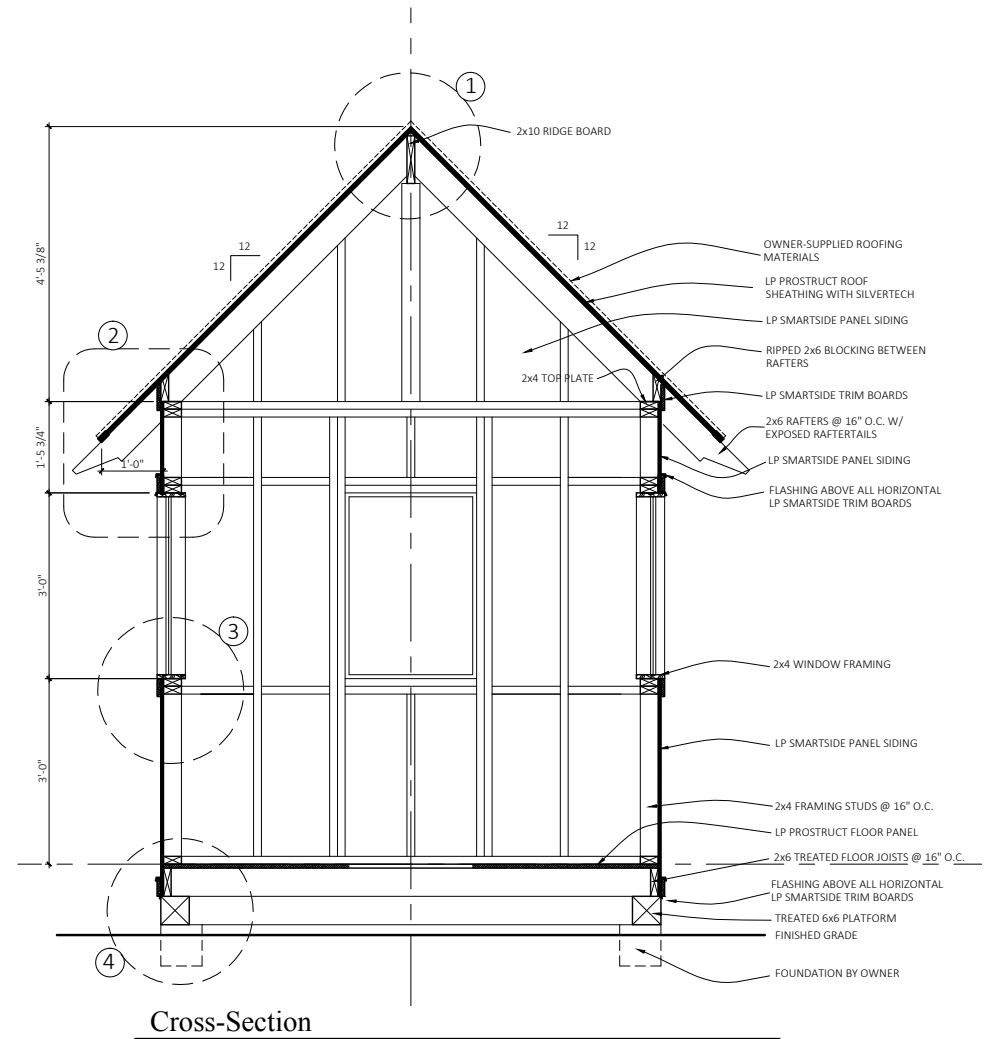 1
2x10 RIDGE BOARD
4'-5 3/8"
12
12
12
12
OWNER-SUPPLIED ROOFING
MATERIALS
LP PROSTRUCT ROOF
SHEATHING WITH SILVERTECH
LP SMARTSIDE PANEL SIDING
2
RIPPED 2x6 BLOCKING BETWEEN
RAFTERS
2x4 TOP PLATE
LP SMARTSIDE TRIM BOARDS
2x6 RAFTERS @ 16" O.C. W/
EXPOSED RAFTERTAILS
1'-5 3/4"
1'-0"
LP SMARTSIDE PANEL SIDING
FLASHING ABOVE ALL HORIZONTAL
LP SMARTSIDE TRIM BOARDS
3'-0"
3
2x4 WINDOW FRAMING
3'-0"
LP SMARTSIDE PANEL SIDING
2x4 FRAMING STUDS @ 16" O.C.
LP PROSTRUCT FLOOR PANEL
2x6 TREATED FLOOR JOISTS @ 16" O.C.
FLASHING ABOVE ALL HORIZONTAL
LP SMARTSIDE TRIM BOARDS
TREATED 6x6 PLATFORM
FINISHED GRADE
4
FOUNDATION BY OWNER
Cross-Section